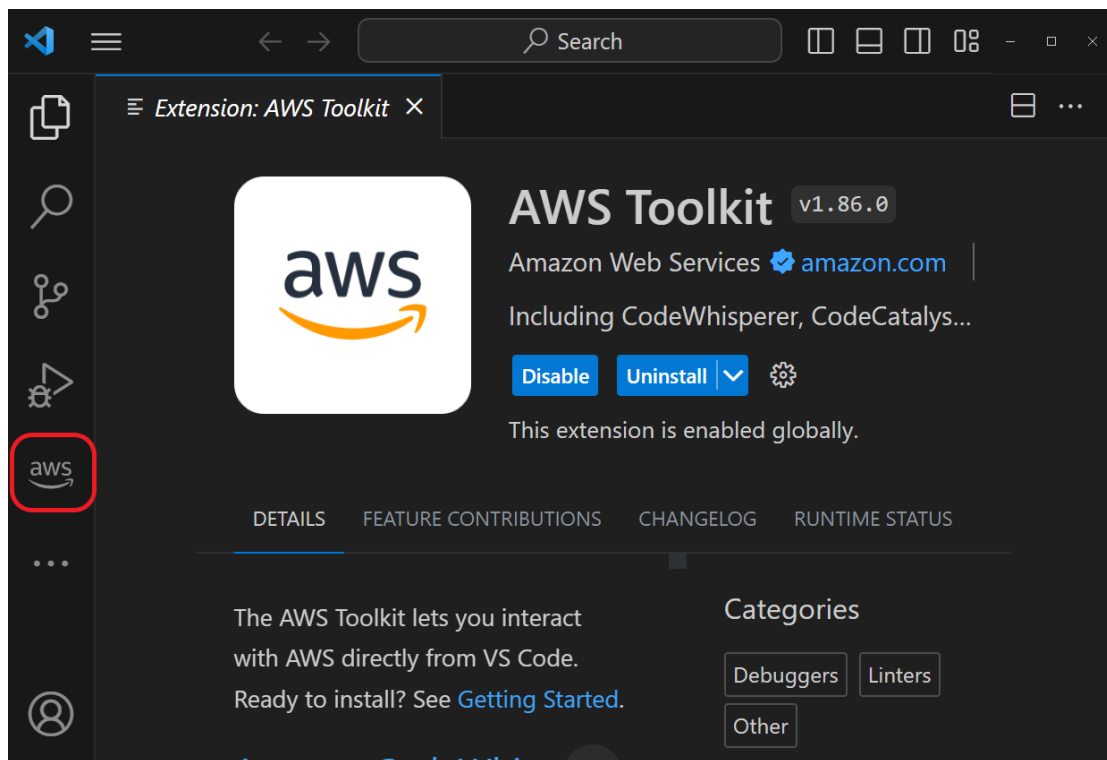 Search
Extension: AWS Toolkit
aws
AWS Toolkit v1.86.0
Amazon Web Services amazon.com
Including CodeWhisperer, CodeCatalys...
Disable Uninstall
This extension is enabled globally.
aws
DETAILS FEATURE CONTRIBUTIONS CHANGELOG RUNTIME STATUS
The AWS Toolkit lets you interact
with AWS directly from VS Code.
Ready to install? See Getting Started.
Categories
Debuggers Linters
Other